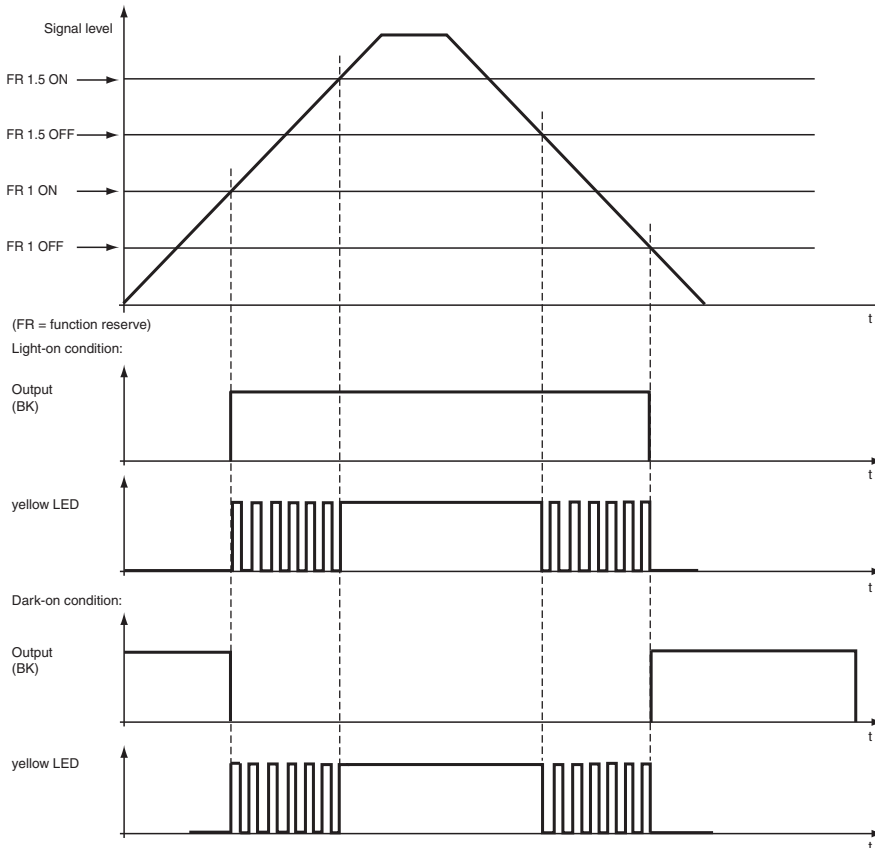 Signal level
FR 1.5 ON
FR 1.5 OFF
FR 1 ON
FR 1 OFF
t
(FR = function reserve)
Light-on condition:
Output
(BK)
t
yellow LED
t
Dark-on condition:
Output
(BK)
t
yellow LED
t